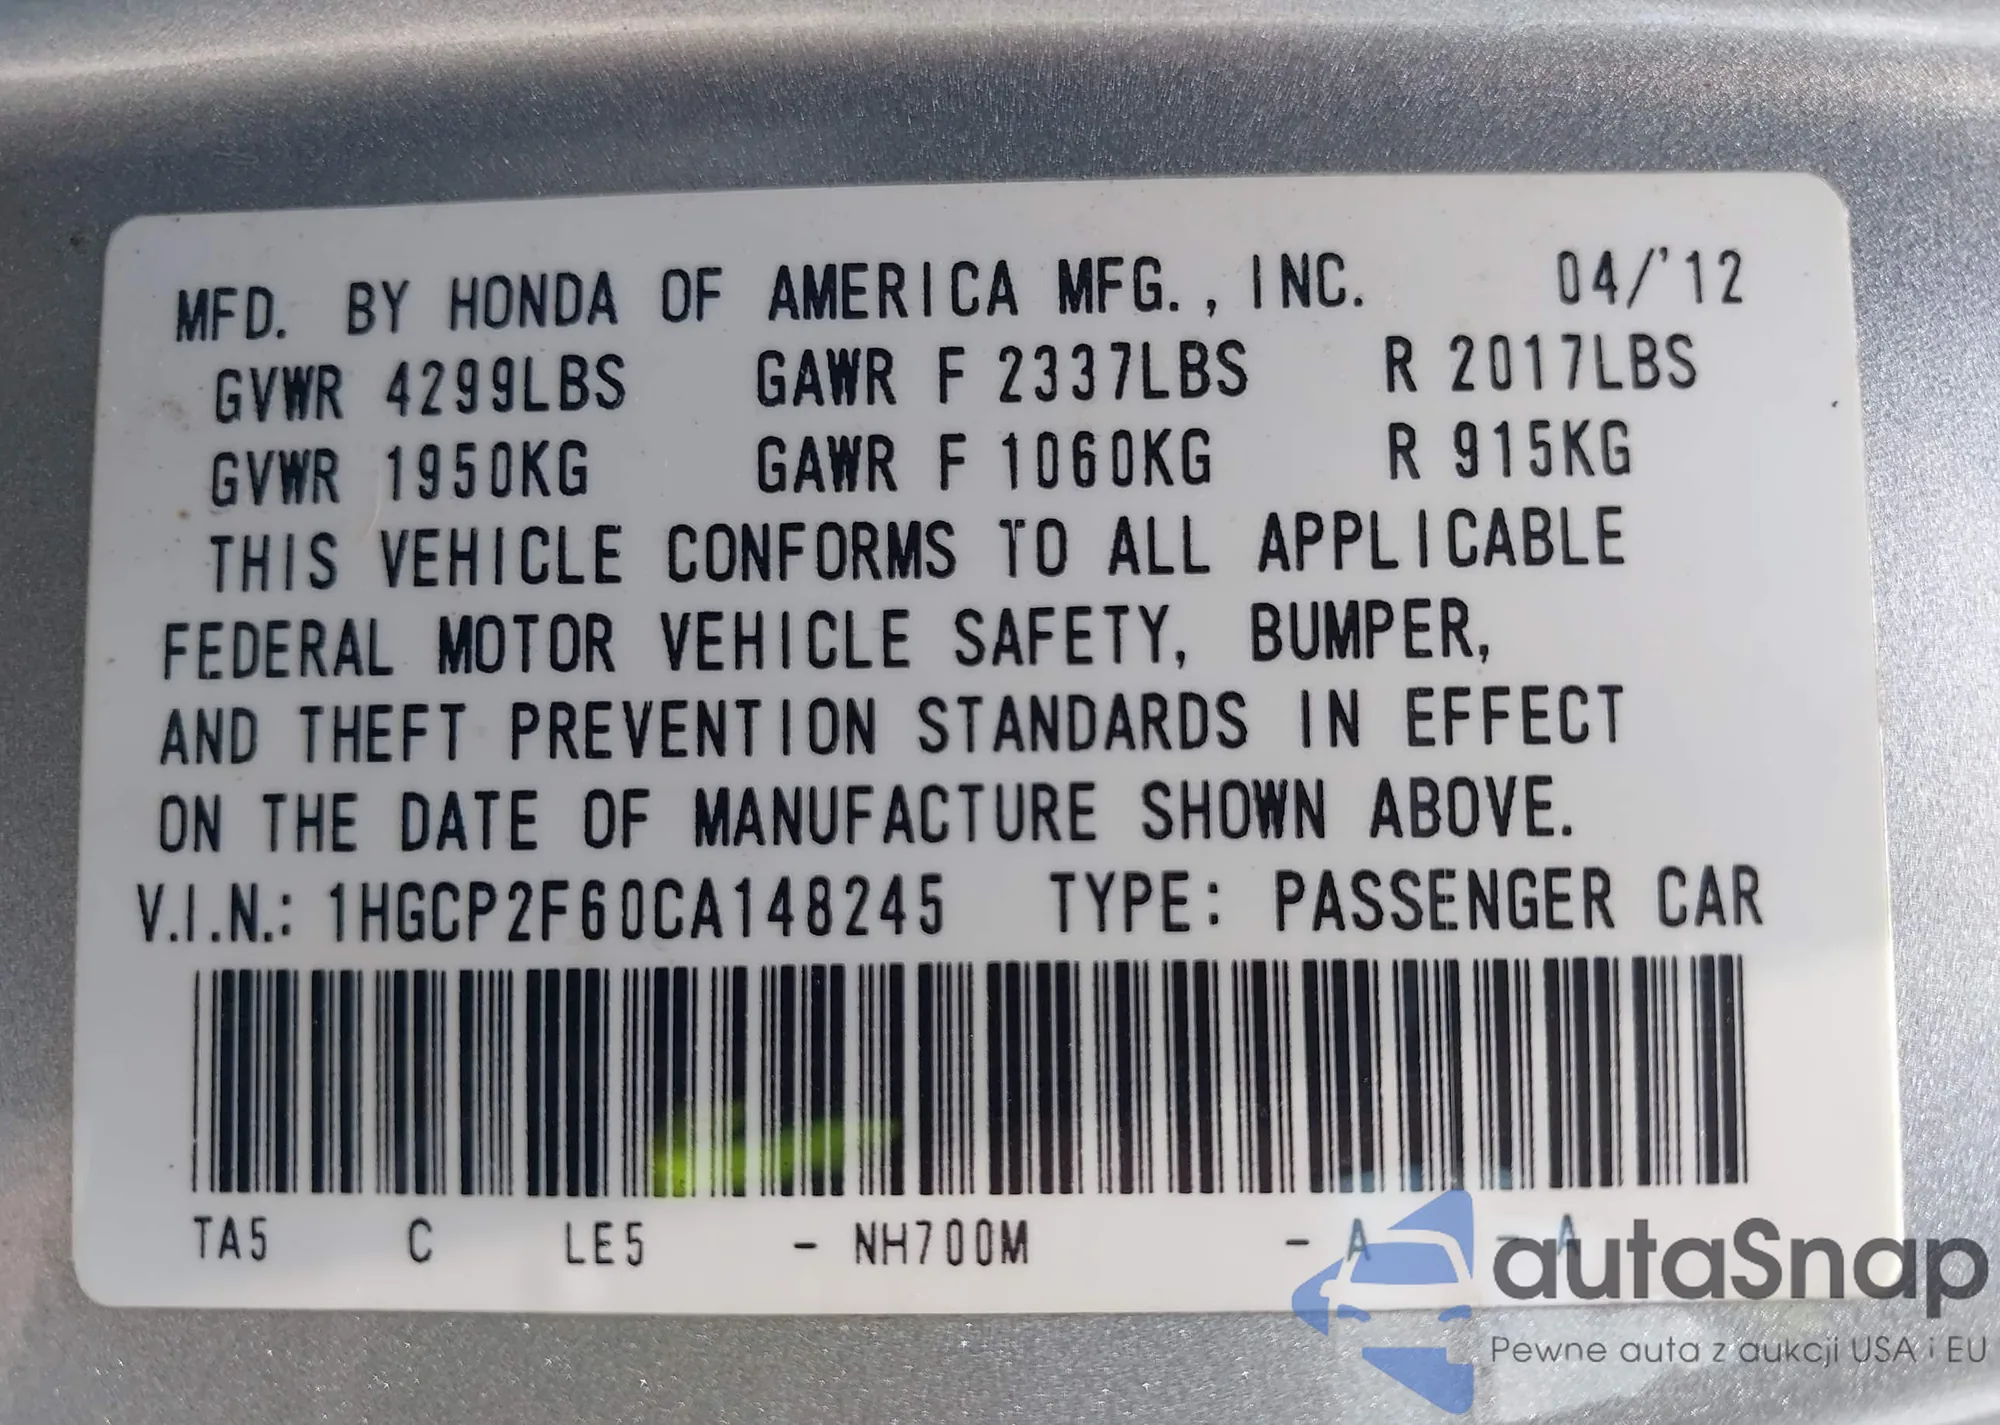 MFD. BY HONDA OF AMERICA MFG., INC. 04/'12
GVWR 4299LBS GAWR F 2337LBS R 2017LBS
GVWR 1950KG GAWR F 1060KG R 915KG
THIS VEHICLE CONFORMS TO ALL APPLICABLE
FEDERAL MOTOR VEHICLE SAFETY, BUMPER,
AND THEFT PREVENTION STANDARDS IN EFFECT
ON THE DATE OF MANUFACTURE SHOWN ABOVE.
V.I.N.: 1HGCP2F60CA148245 TYPE: PASSENGER CAR
TA5 C LE5 - NH700M - A - A
autaSnap
Pewne auta z aukcji USA i EU